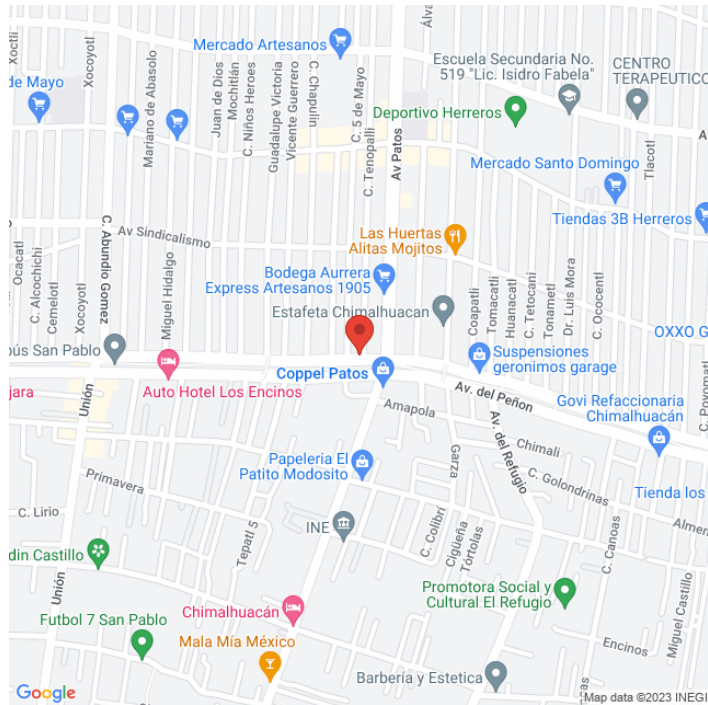 Xoctli
Xocoyotl
Mariano de Abasolo
Juan de Dios
Mochitlán
C. Niños Heroes
Guadalupe Victoria
Vicente Guerrero
C. Chapulin
C. 5 de Mayo
C. Tenopalli
Av Patos
Mercado Artesanos
Escuela Secundaria No.
519 "Lic. Isidro Fabela"
CENTRO
TERAPEUTICO
de Mayo
Deportivo Herreros
Mercado Santo Domingo
Tlacotl
Tiendas 3B Herreros
Av Sindicalismo
Las Huertas
Alitas Mojitos
Ocacatl
C. Alcochichi
Cemelotl
Xocoyotl
C. Abundio Gomez
Miguel Hidalgo
Bodega Aurrera
Express Artesanos 1905
Estafeta Chimalhuacan
Coapatli
Tomacatli
Huanacatl
C. Tetocani
Tonametl
Dr. Luis Mora
C. Ococentl
OXXO G
C. Poyomatl
ús San Pablo
Auto Hotel Los Encinos
jara
Unión
Coppel Patos
Suspensiones
geronimos garage
Av. del Peñon
Govi Refaccionaria
Chimalhuacán
Amapola
Chimali
Garza
Av. del Refugio
C. Golondrinas
Papeleria El
Patito Modosito
Primavera
Tienda los
C. Lirio
INE
Tepatl 5
C. Colibrí
Cigüeña
Tórtolas
C. Canoas
Alme
din Castillo
Unión
Chimalhuacán
Promotora Social y
Cultural El Refugio
Futbol 7 San Pablo
Mala Mía México
Encinos
Miguel Castillo
Barbería y Estetica
Google
Map data ©2023 INEGI